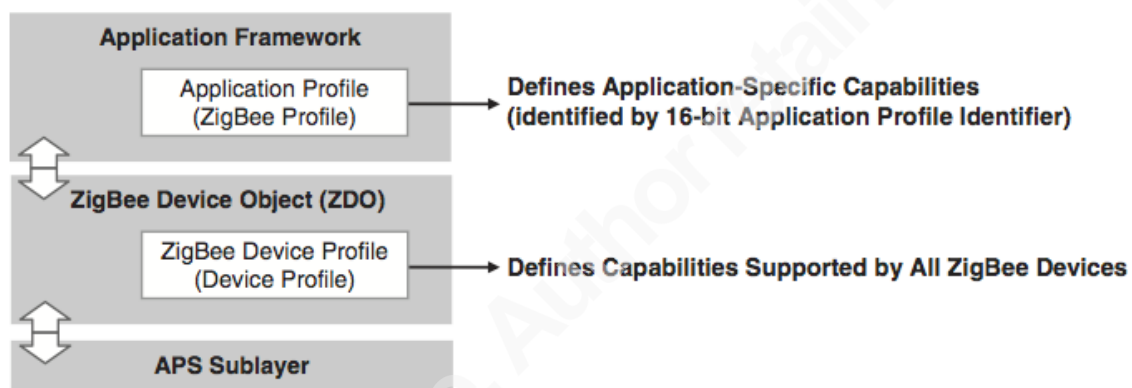 Application Framework
Application Profile
(ZigBee Profile)
Defines Application-Specific Capabilities
(identified by 16-bit Application Profile Identifier)
ZigBee Device Object (ZDO)
ZigBee Device Profile
(Device Profile)
Defines Capabilities Supported by All ZigBee Devices
APS Sublayer